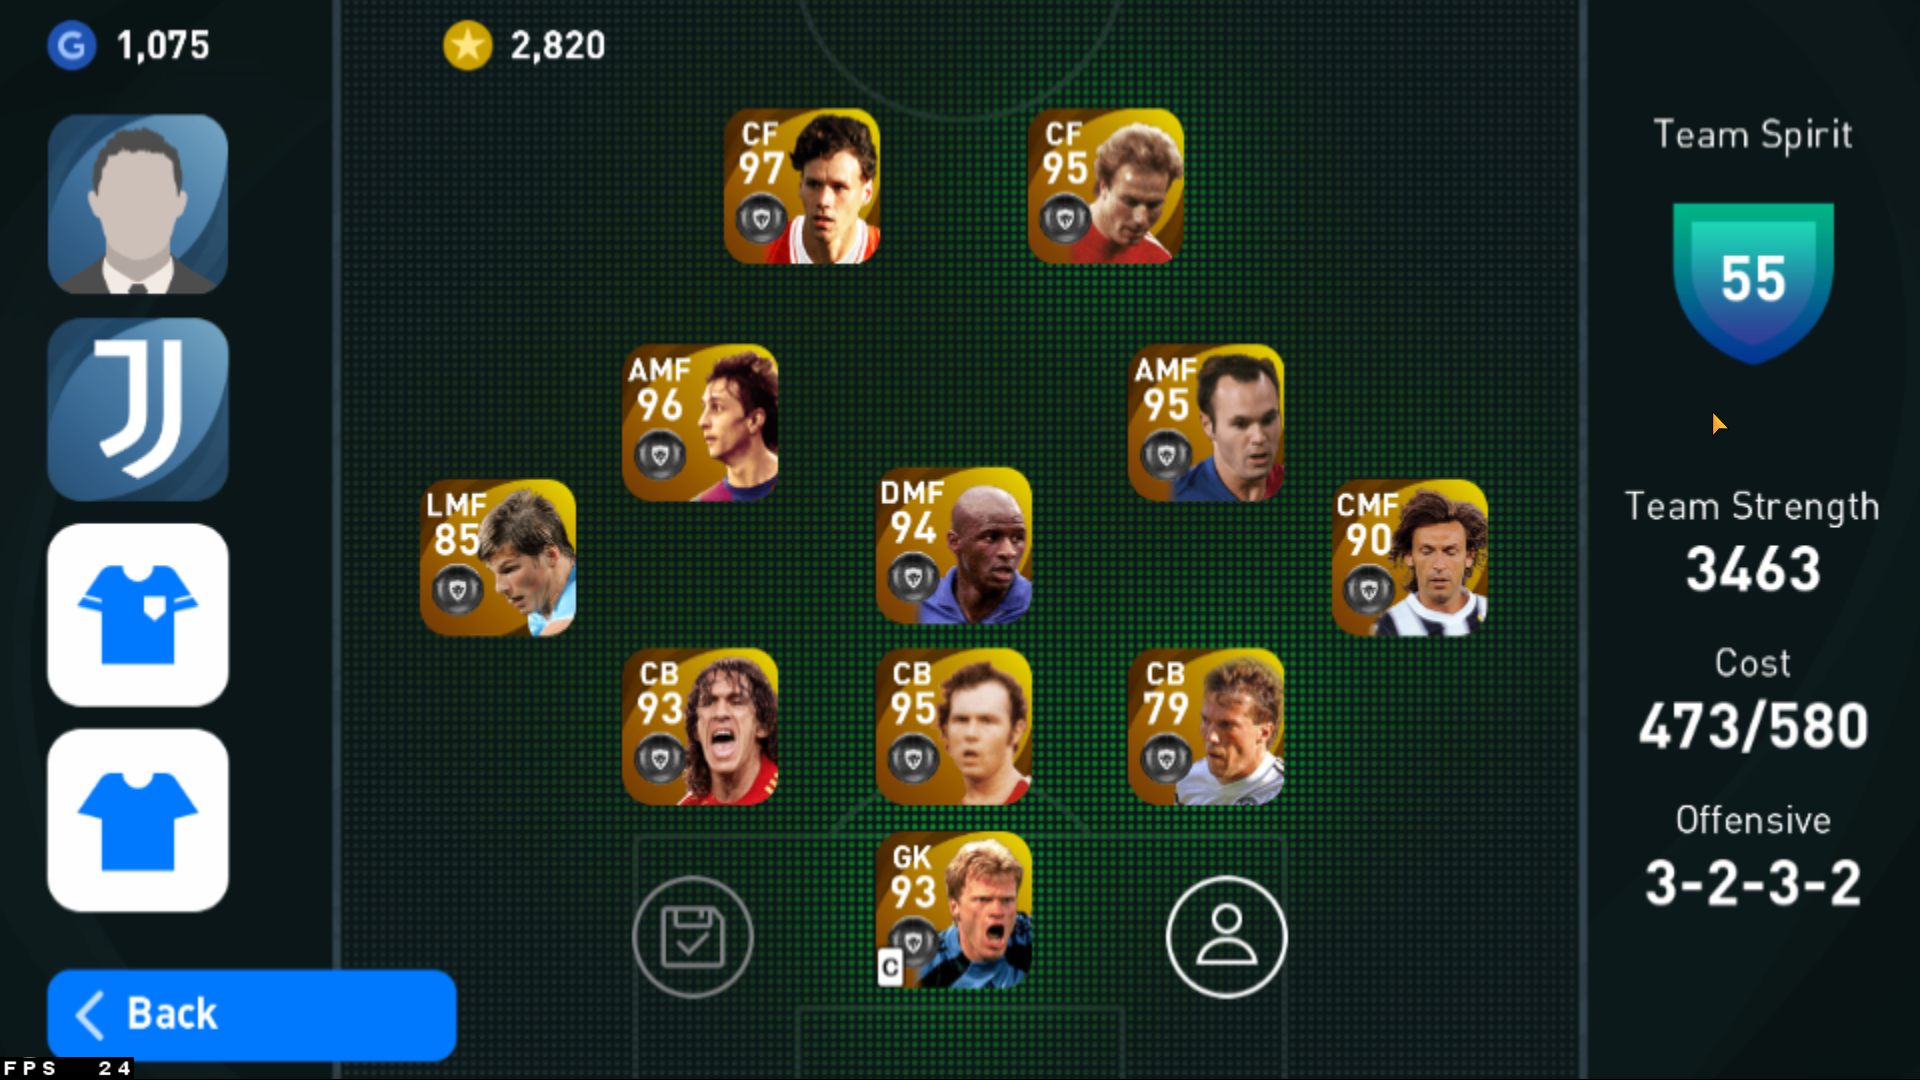 G 1,075
2,820
CF
97
CF
95
Team Spirit
55
AMF
96
AMF
95
LMF
85
DMF
94
CMF
90
Team Strength
3463
CB
93
CB
95
CB
79
Cost
473/580
Offensive
3-2-3-2
GK
93
C
Back
FPS 24